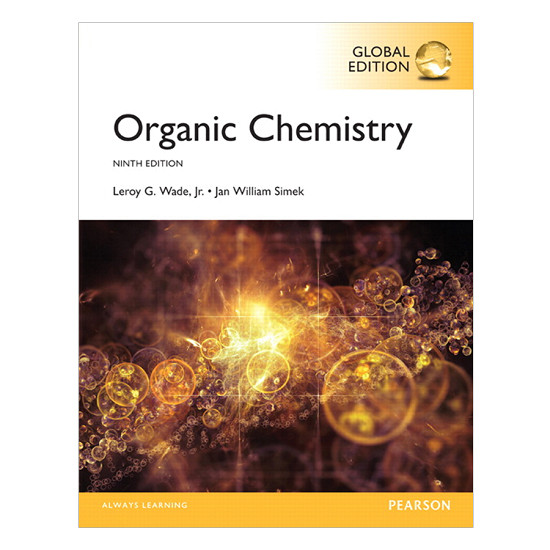 GLOBAL
EDITION
Organic Chemistry
NINTH EDITION
Leroy G. Wade, Jr. • Jan William Simek
ALWAYS LEARNING
PEARSON